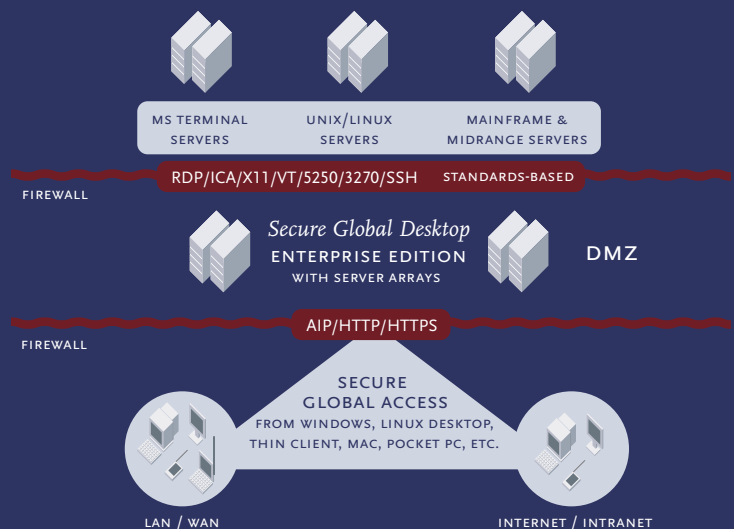 MS TERMINAL SERVERS
UNIX/LINUX SERVERS
MAINFRAME & MIDRANGE SERVERS
RDP/ICA/X11/VT/5250/3270/SSH STANDARDS-BASED
FIREWALL
Secure Global Desktop
ENTERPRISE EDITION
WITH SERVER ARRAYS
DMZ
AIP/HTTP/HTTPS
FIREWALL
SECURE
GLOBAL ACCESS
FROM WINDOWS, LINUX DESKTOP,
THIN CLIENT, MAC, POCKET PC, ETC.
LAN / WAN
INTERNET / INTRANET